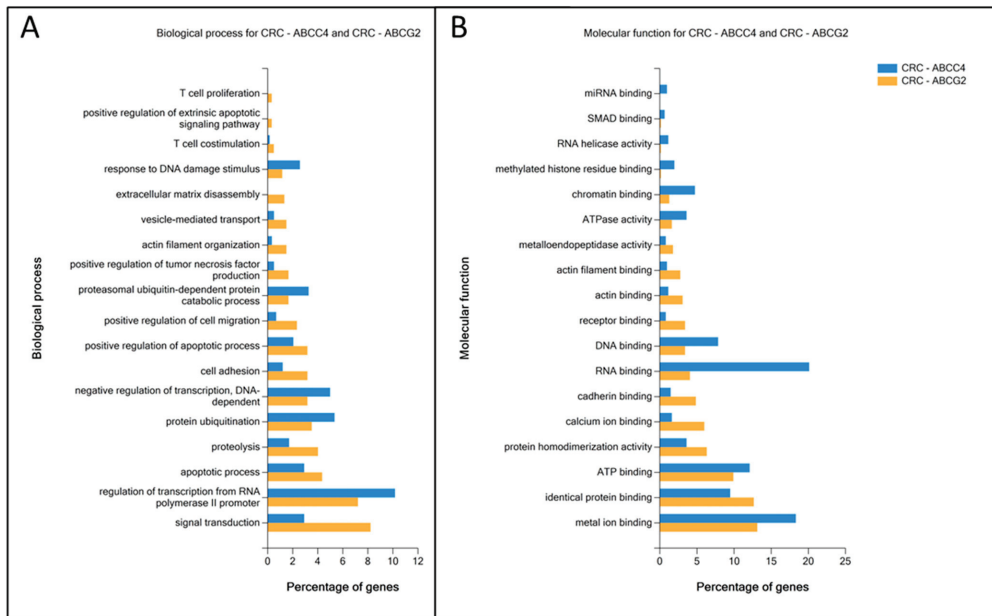 A
Biological process for CRC - ABCC4 and CRC - ABCG2
T cell proliferation
positive regulation of extrinsic apoptotic
signaling pathway
T cell costimulation
response to DNA damage stimulus
extracellular matrix disassembly
vesicle-mediated transport
actin filament organization
positive regulation of tumor necrosis factor
production
proteasomal ubiquitin-dependent protein
catabolic process
positive regulation of cell migration
positive regulation of apoptotic process
cell adhesion
negative regulation of transcription, DNA-
dependent
protein ubiquitination
proteolysis
apoptotic process
regulation of transcription from RNA
polymerase II promoter
signal transduction
Biological process
0 2 4 6 8 10 12
Percentage of genes
B
Molecular function for CRC - ABCC4 and CRC - ABCG2
CRC - ABCC4
CRC - ABCG2
miRNA binding
SMAD binding
RNA helicase activity
methylated histone residue binding
chromatin binding
ATPase activity
metalloendopeptidase activity
actin filament binding
actin binding
receptor binding
DNA binding
RNA binding
cadherin binding
calcium ion binding
protein homodimerization activity
ATP binding
identical protein binding
metal ion binding
Molecular function
0 5 10 15 20 25
Percentage of genes